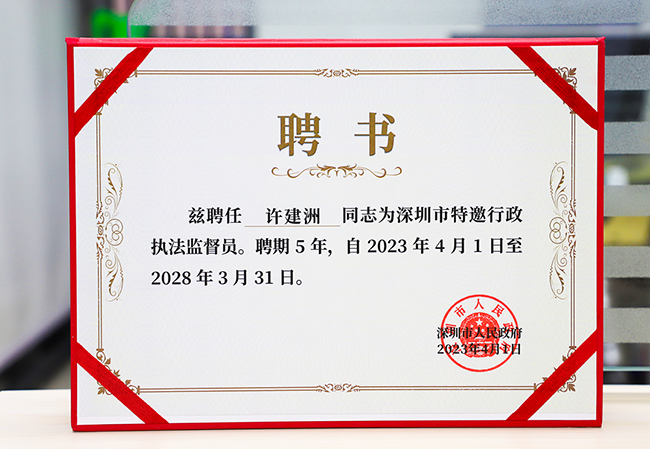 聘书
兹聘任 许建洲 同志为深圳市特邀行政
执法监督员。聘期 5 年，自 2023 年 4 月 1 日至
2028 年 3 月 31 日。
深圳市人民政府
2023年4月1日